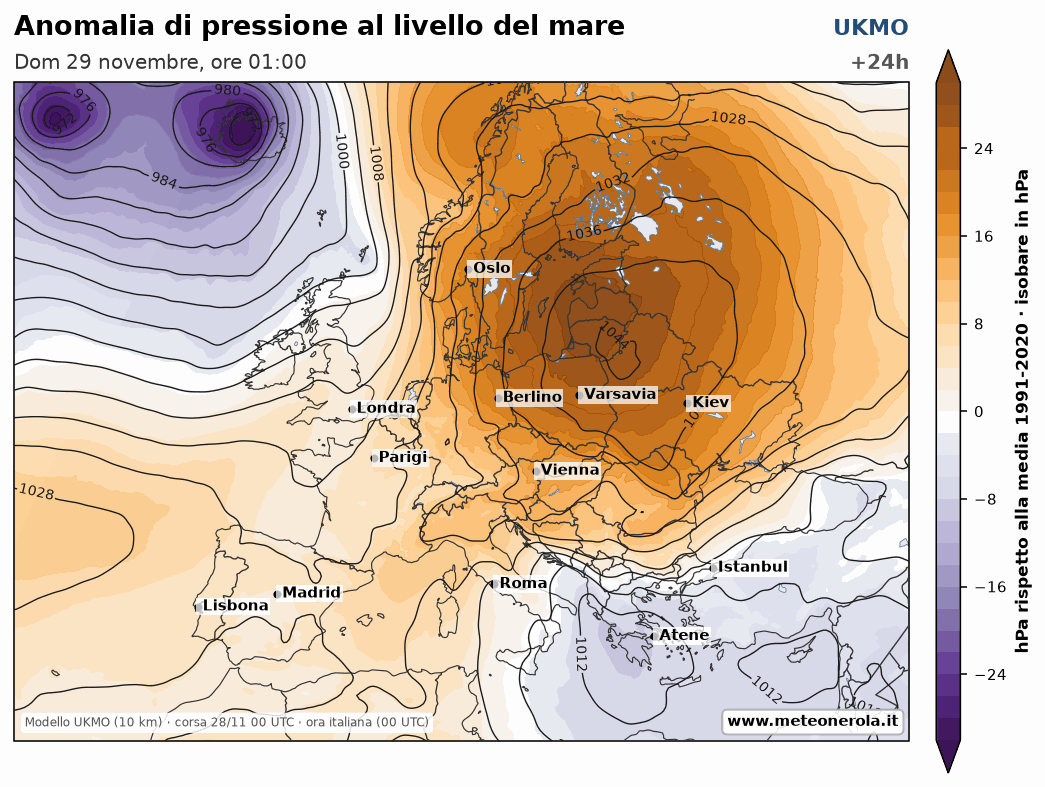 Anomalia di pressione al livello del mare
UKMO
Dom 29 novembre, ore 01:00
+24h
976
980
972
976
984
1000
1008
1028
1032
1036
1044
Oslo
Berlino
Varsavia
Kiev
Londra
Parigi
Vienna
1028
Istanbul
Roma
Madrid
Lisbona
Atene
1012
1012
Modello UKMO (10 km) · corsa 28/11 00 UTC · ora italiana (00 UTC)
www.meteonerola.it
24
16
8
0
−8
−16
−24
hPa rispetto alla media 1991-2020 · isobare in hPa